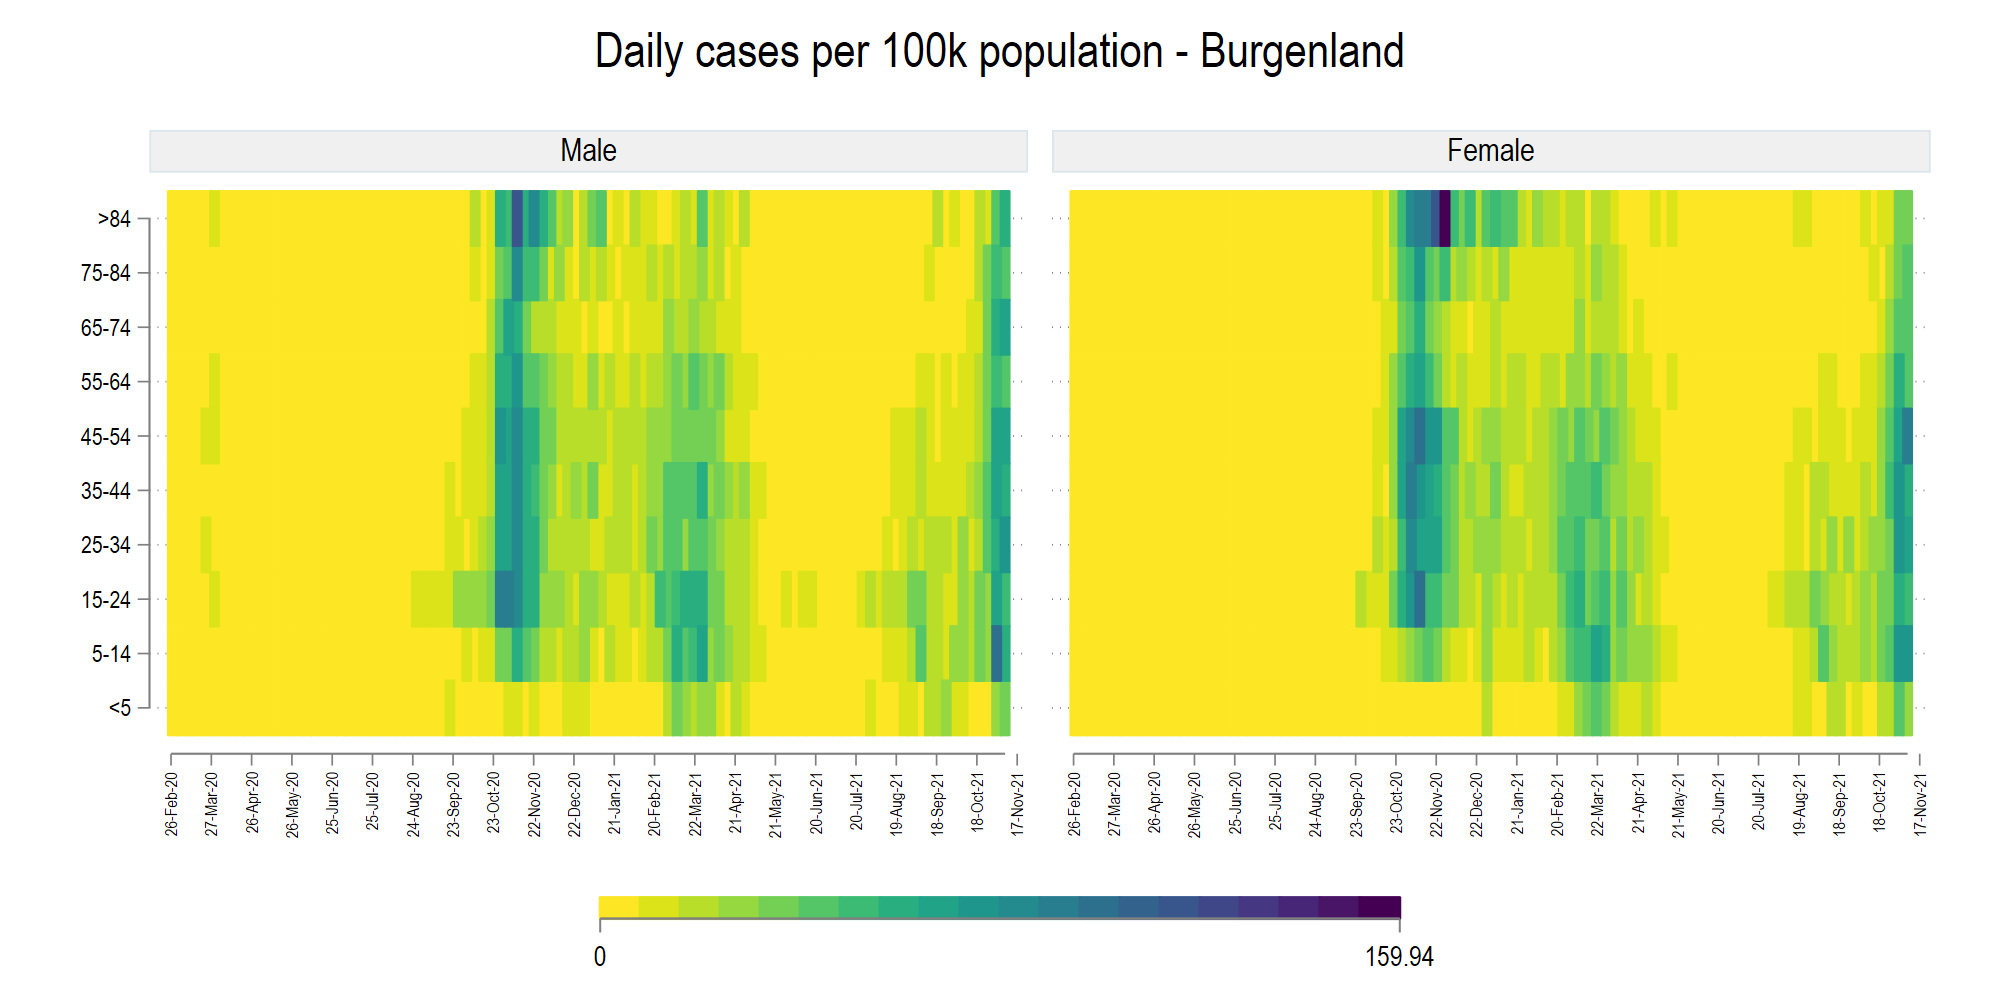 Daily cases per 100k population - Burgenland
Male
Female
>84
75-84
65-74
55-64
45-54
35-44
25-34
15-24
5-14
<5
26-Feb-20
27-Mar-20
26-Apr-20
26-May-20
25-Jun-20
25-Jul-20
24-Aug-20
23-Sep-20
23-Oct-20
22-Nov-20
22-Dec-20
21-Jan-21
20-Feb-21
22-Mar-21
21-Apr-21
21-May-21
20-Jun-21
20-Jul-21
19-Aug-21
18-Sep-21
18-Oct-21
17-Nov-21
26-Feb-20
27-Mar-20
26-Apr-20
26-May-20
25-Jun-20
25-Jul-20
24-Aug-20
23-Sep-20
23-Oct-20
22-Nov-20
22-Dec-20
21-Jan-21
20-Feb-21
22-Mar-21
21-Apr-21
21-May-21
20-Jun-21
20-Jul-21
19-Aug-21
18-Sep-21
18-Oct-21
17-Nov-21
0
159.94